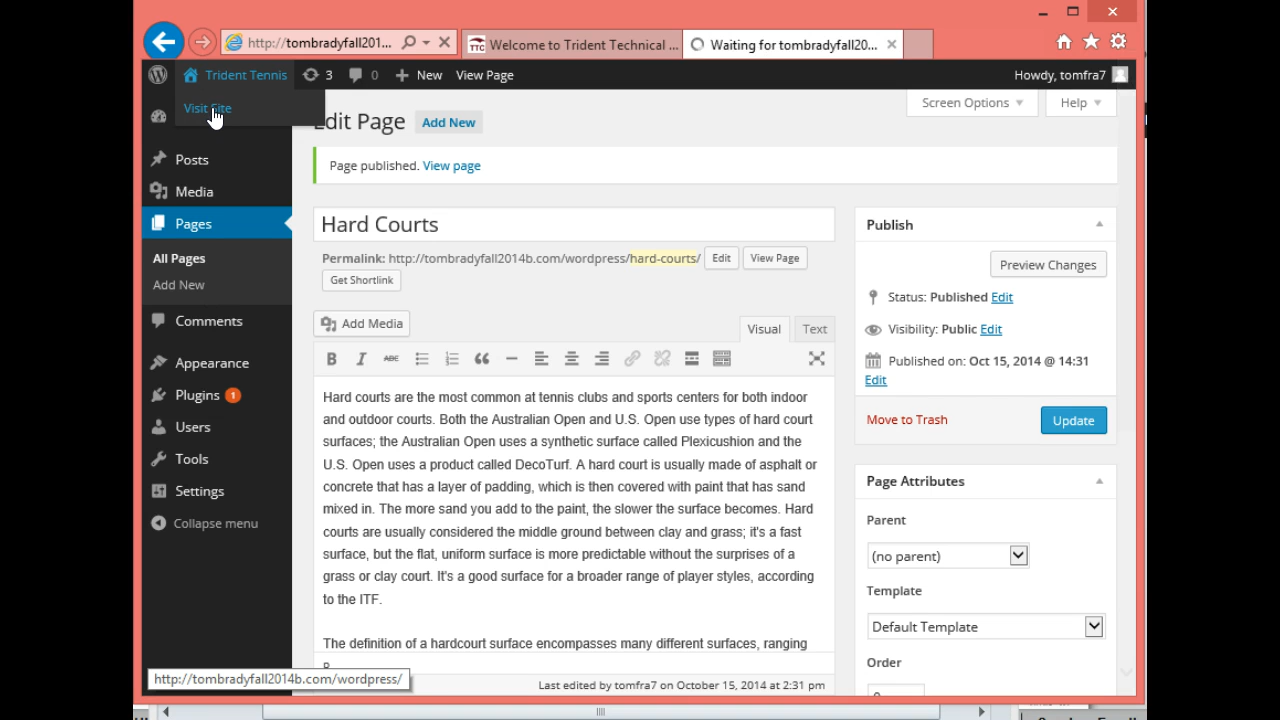 http://tombradyfall201...
TTC Welcome to Trident Technical ...
Waiting for tombradyfall20...
Trident Tennis
3
0
New
View Page
Howdy, tomfra7
Visit Site
Edit Page
Add New
Screen Options
Help
Page published. View page
Posts
Media
Pages
All Pages
Add New
Comments
Appearance
Plugins 1
Users
Tools
Settings
Collapse menu
Hard Courts
Permalink: http://tombradyfall2014b.com/wordpress/hard-courts/ Edit View Page
Get Shortlink
Add Media
Visual Text
B I ABC
Hard courts are the most common at tennis clubs and sports centers for both indoor
and outdoor courts. Both the Australian Open and U.S. Open use types of hard court
surfaces; the Australian Open uses a synthetic surface called Plexicushion and the
U.S. Open uses a product called DecoTurf. A hard court is usually made of asphalt or
concrete that has a layer of padding, which is then covered with paint that has sand
mixed in. The more sand you add to the paint, the slower the surface becomes. Hard
courts are usually considered the middle ground between clay and grass; it's a fast
surface, but the flat, uniform surface is more predictable without the surprises of a
grass or clay court. It's a good surface for a broader range of player styles, according
to the ITF.
The definition of a hardcourt surface encompasses many different surfaces, ranging
Last edited by tomfra7 on October 15, 2014 at 2:31 pm
Publish
Preview Changes
Status: Published Edit
Visibility: Public Edit
Published on: Oct 15, 2014 @ 14:31
Edit
Move to Trash
Update
Page Attributes
Parent
(no parent)
Template
Default Template
Order
http://tombradyfall2014b.com/wordpress/